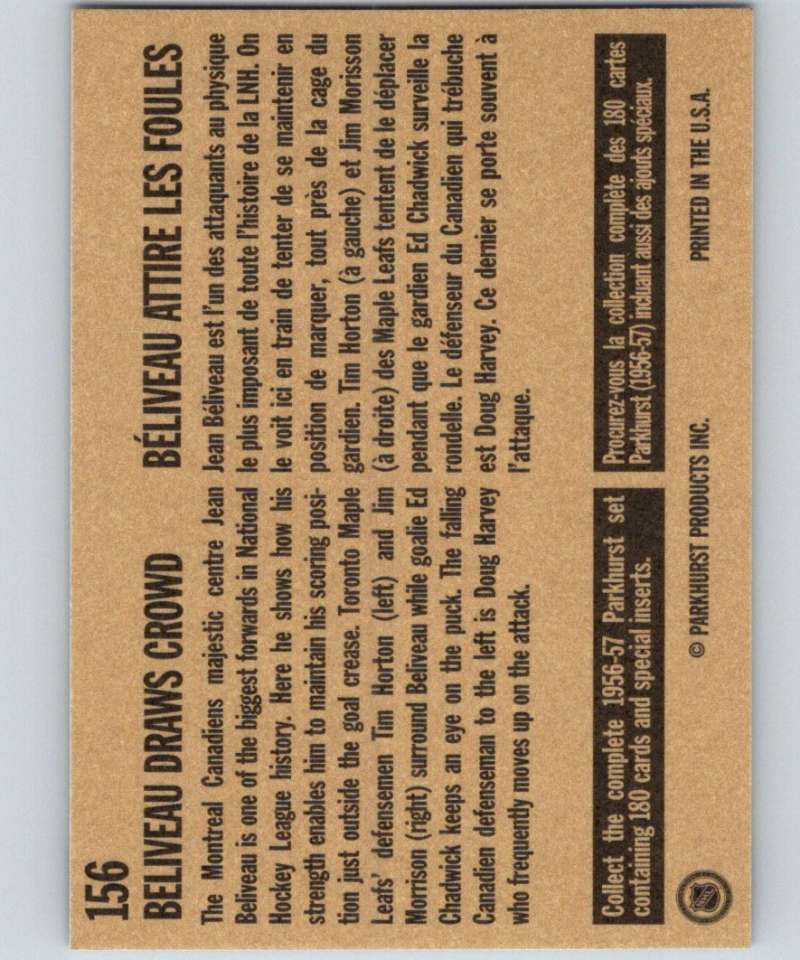 156
BELIVEAU DRAWS CROWD
The Montreal Canadiens majestic centre Jean
Beliveau is one of the biggest forwards in National
Hockey League history. Here he shows how his
strength enables him to maintain his scoring posi-
tion just outside the goal crease. Toronto Maple
Leafs' defensemen Tim Horton (left) and Jim
Morrison (right) surround Beliveau while goalie Ed
Chadwick keeps an eye on the puck. The falling
Canadien defenseman to the left is Doug Harvey
who frequently moves up on the attack.
BÉLIVEAU ATTIRE LES FOULES
Jean Béliveau est l'un des attaquants au physique
le plus imposant de toute l'histoire de la LNH. On
le voit ici en train de tenter de se maintenir en
position de marquer, tout près de la cage du
gardien. Tim Horton (à gauche) et Jim Morisson
(à droite) des Maple Leafs tentent de le déplacer
pendant que le gardien Ed Chadwick surveille la
rondelle. Le défenseur du Canadien qui trébuche
est Doug Harvey. Ce dernier se porte souvent à
l'attaque.
Collect the complete 1956-57 Parkhurst set
containing 180 cards and special inserts.
Procurez-vous la collection complète des 180 cartes
Parkhurst (1956-57) incluant aussi des ajouts spéciaux.
NHL
© PARKHURST PRODUCTS INC.
PRINTED IN THE U.S.A.